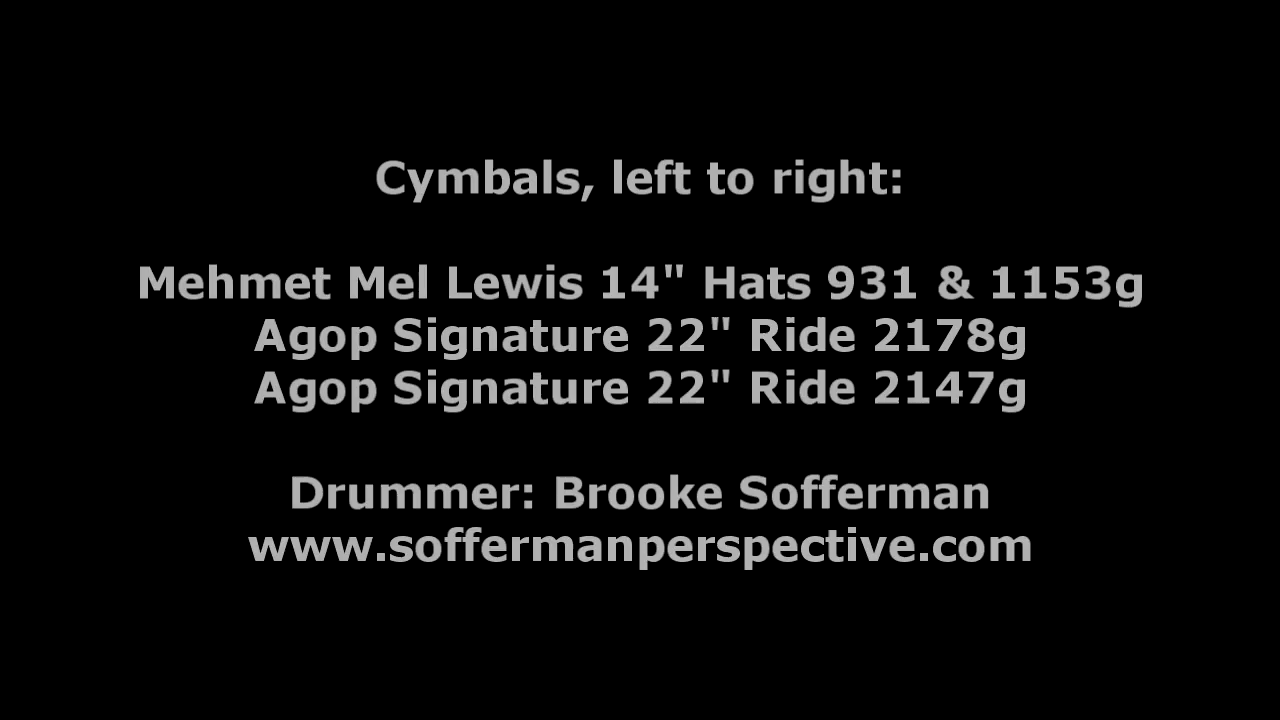 Cymbals, left to right:
Mehmet Mel Lewis 14" Hats 931 & 1153g
Agop Signature 22" Ride 2178g
Agop Signature 22" Ride 2147g
Drummer: Brooke Sofferman
www.soffermanperspective.com